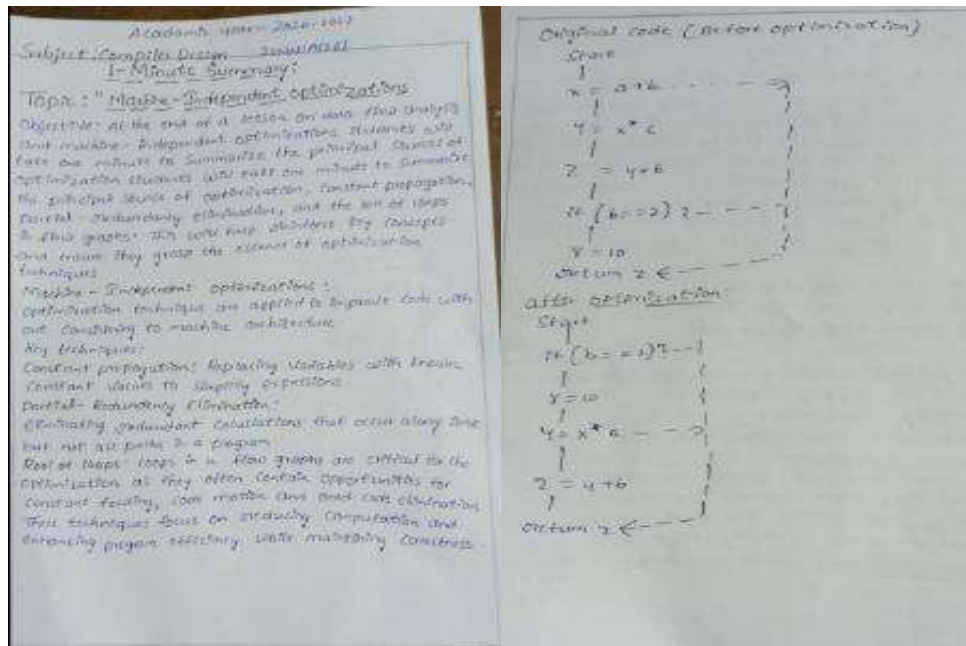 Academic year-
Subject: Compiler Design
1-Minute Summary:
Topic: "Machine-Independent optimizations
Objective: At the end of a lesson on data flow analysis
and machine-Independent optimizations, students will
take one minute to summarize the principal sources of
optimization students will take one minute to summarize
the principal source of optimization, constant propagation,
Partial-redundancy elimination, and the of loops
in flow graphs. This will help reinforce key concepts
and ensure they grasp the essence of optimization
techniques
Machine-Independent optimizations:
optimization technique are applied to improve code with
out to machine architecture
Key techniques:
Constant propagation: Replacing variables with known
constant values to simplify expressions.
Partial-Redundancy Elimination:
Eliminating redundant calculations that occur along some
but not all paths in a program
Role of loops: loops in a flow graphs are critical for the
optimization as they often contain opportunities for
constant folding, code motion and dead code elimination
These techniques focus on reducing computation and
enhancing program efficiency while maintaining correctness.
Original code (Before optimization)
Start
x = a+b
y = x* c
z = y+b
if (b==2)?
8 = 10
return z
after optimization:
Start
if (b==2)?
8=10
y = x* c
z = y+b
return z